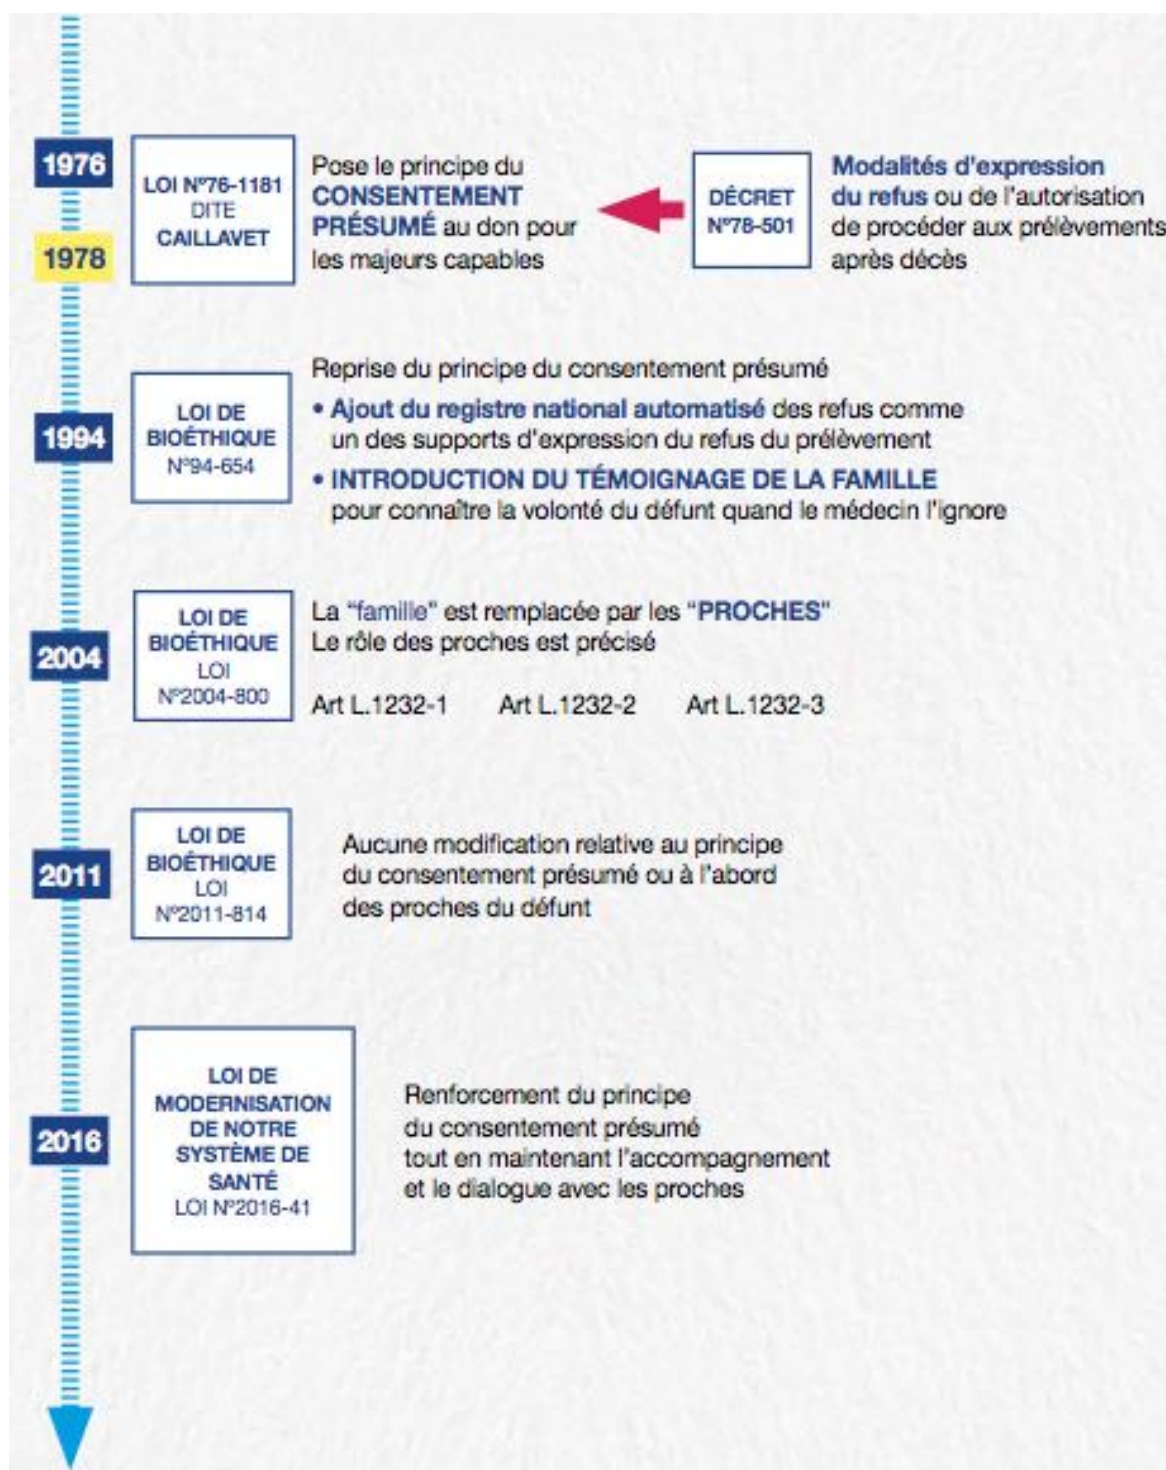 1976
1978
LOI Nº76-1181
DITE
CAILLAVET
Pose le principe du
CONSENTEMENT
PRÉSUMÉ au don pour
les majeurs capables
DÉCRET
Nº78-501
Modalités d'expression
du refus ou de l'autorisation
de procéder aux prélèvements
après décès
1994
LOI DE
BIOÉTHIQUE
Nº94-654
Reprise du principe du consentement présumé
• Ajout du registre national automatisé des refus comme
un des supports d'expression du refus du prélèvement
• INTRODUCTION DU TÉMOIGNAGE DE LA FAMILLE
pour connaître la volonté du défunt quand le médecin l'ignore
2004
LOI DE
BIOÉTHIQUE
LOI
Nº2004-800
La "famille" est remplacée par les "PROCHES"
Le rôle des proches est précisé
Art L.1232-1 Art L.1232-2 Art L.1232-3
2011
LOI DE
BIOÉTHIQUE
LOI
Nº2011-814
Aucune modification relative au principe
du consentement présumé ou à l'abord
des proches du défunt
2016
LOI DE
MODERNISATION
DE NOTRE
SYSTÈME DE
SANTÉ
LOI Nº2016-41
Renforcement du principe
du consentement présumé
tout en maintenant l'accompagnement
et le dialogue avec les proches